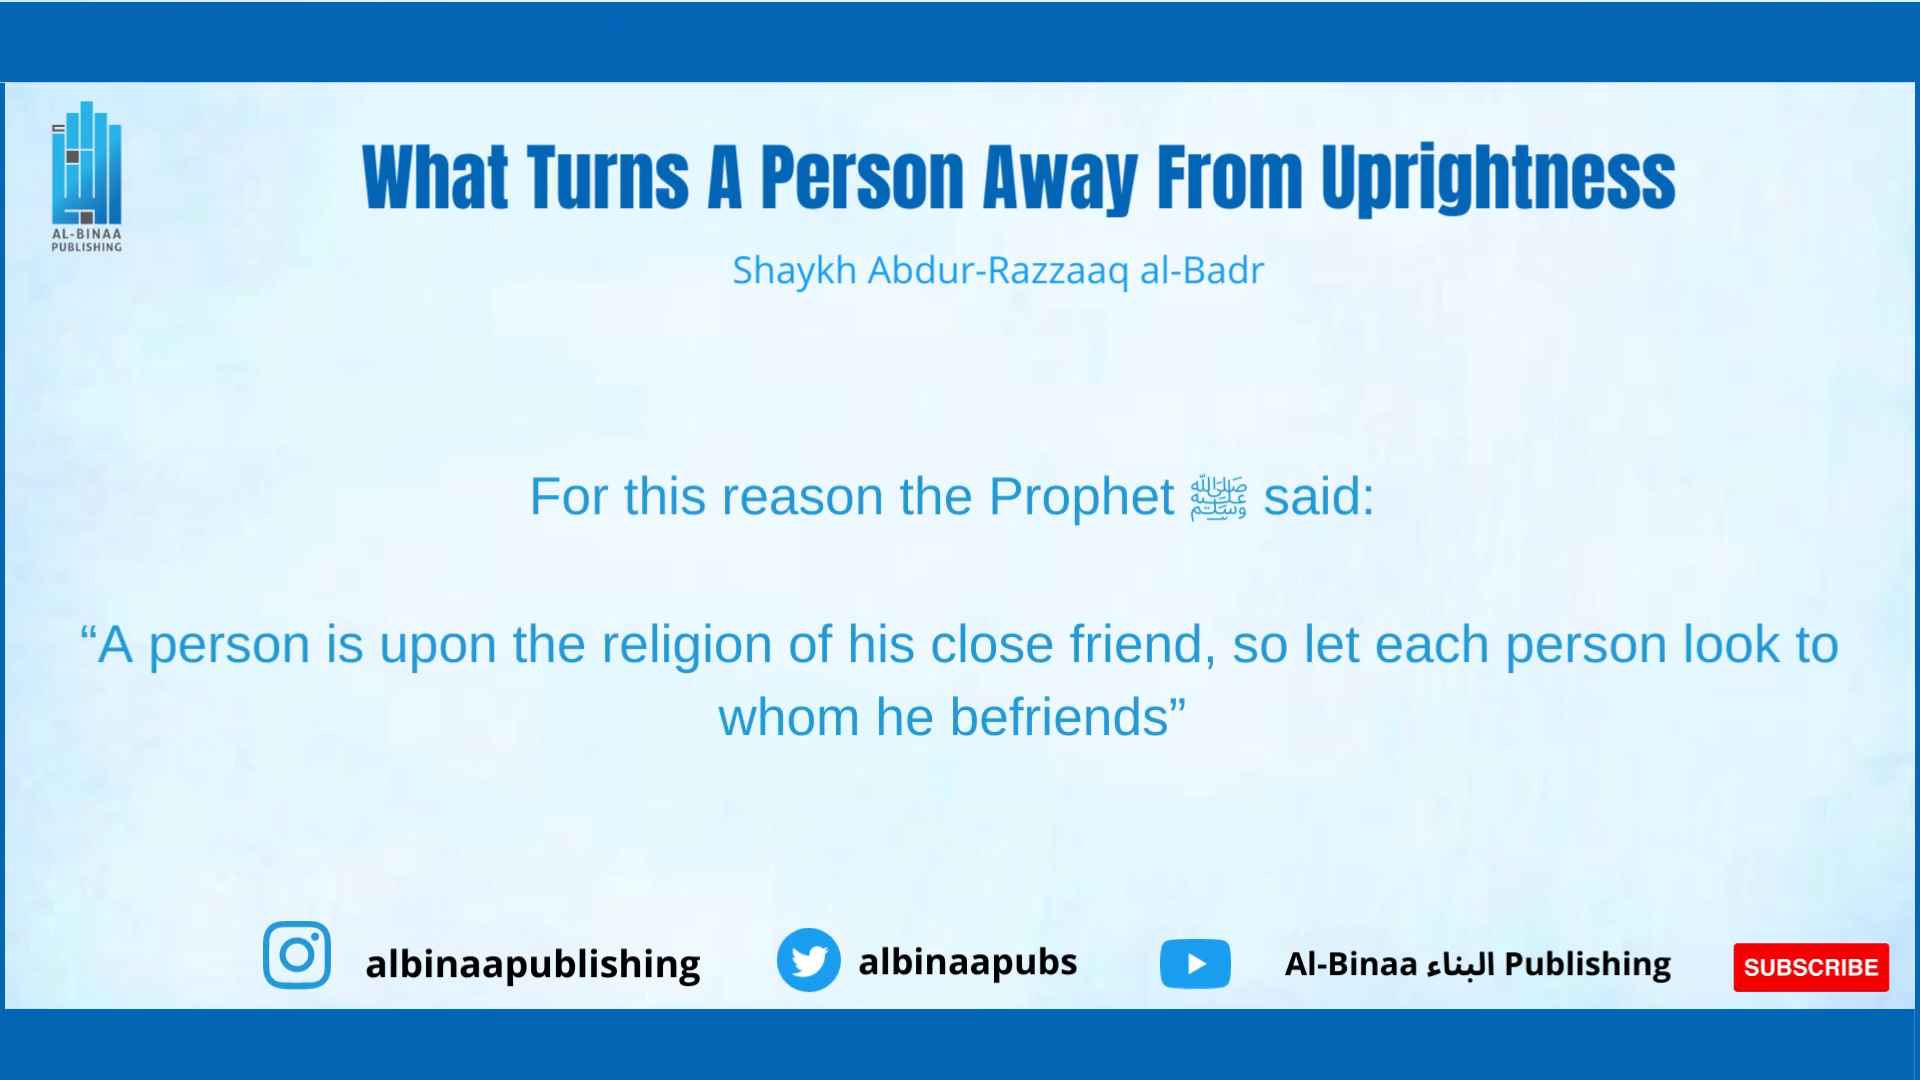 AL-BINAA
PUBLISHING
What Turns A Person Away From Uprightness
Shaykh Abdur-Razzaaq al-Badr
For this reason the Prophet ﷺ said:
“A person is upon the religion of his close friend, so let each person look to
whom he befriends”
albinaapublishing
albinaapubs
Al-Binaa البناء Publishing
SUBSCRIBE